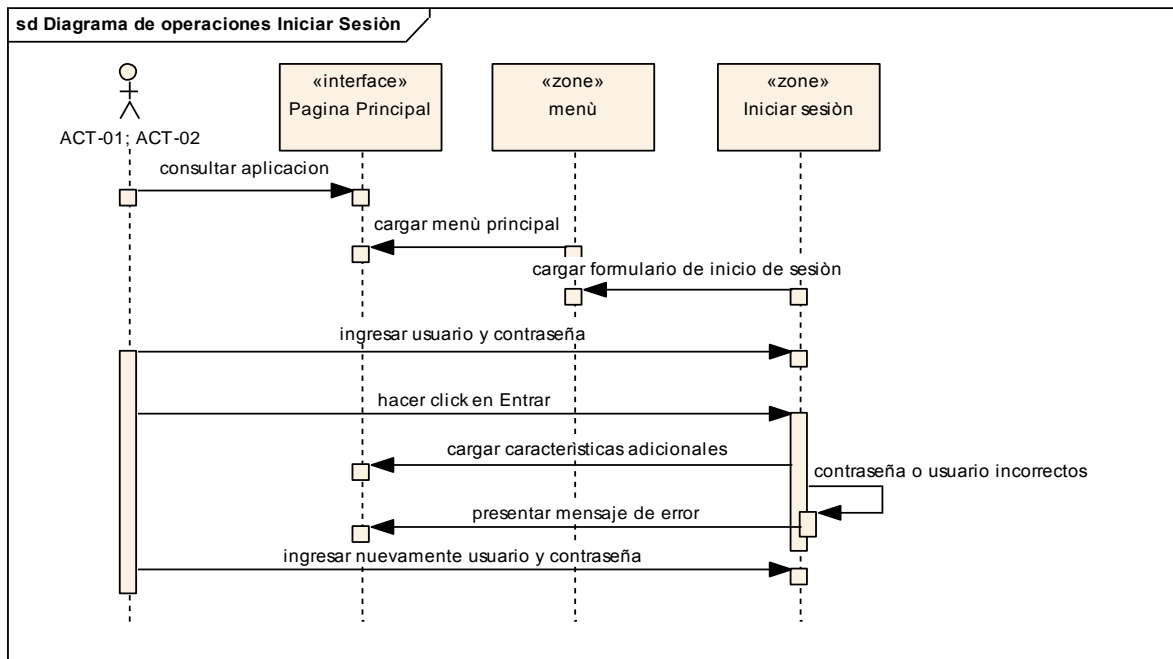 sd Diagrama de operaciones Iniciar Sesiòn
«interface»
Pagina Principal
«zone»
menù
«zone»
Iniciar sesiòn
ACT-01; ACT-02
consultar aplicacion
cargar menù principal
cargar formulario de inicio de sesiòn
ingresar usuario y contraseña
hacer click en Entrar
cargar caracterìsticas adicionales
contraseña o usuario incorrectos
presentar mensaje de error
ingresar nuevamente usuario y contraseña